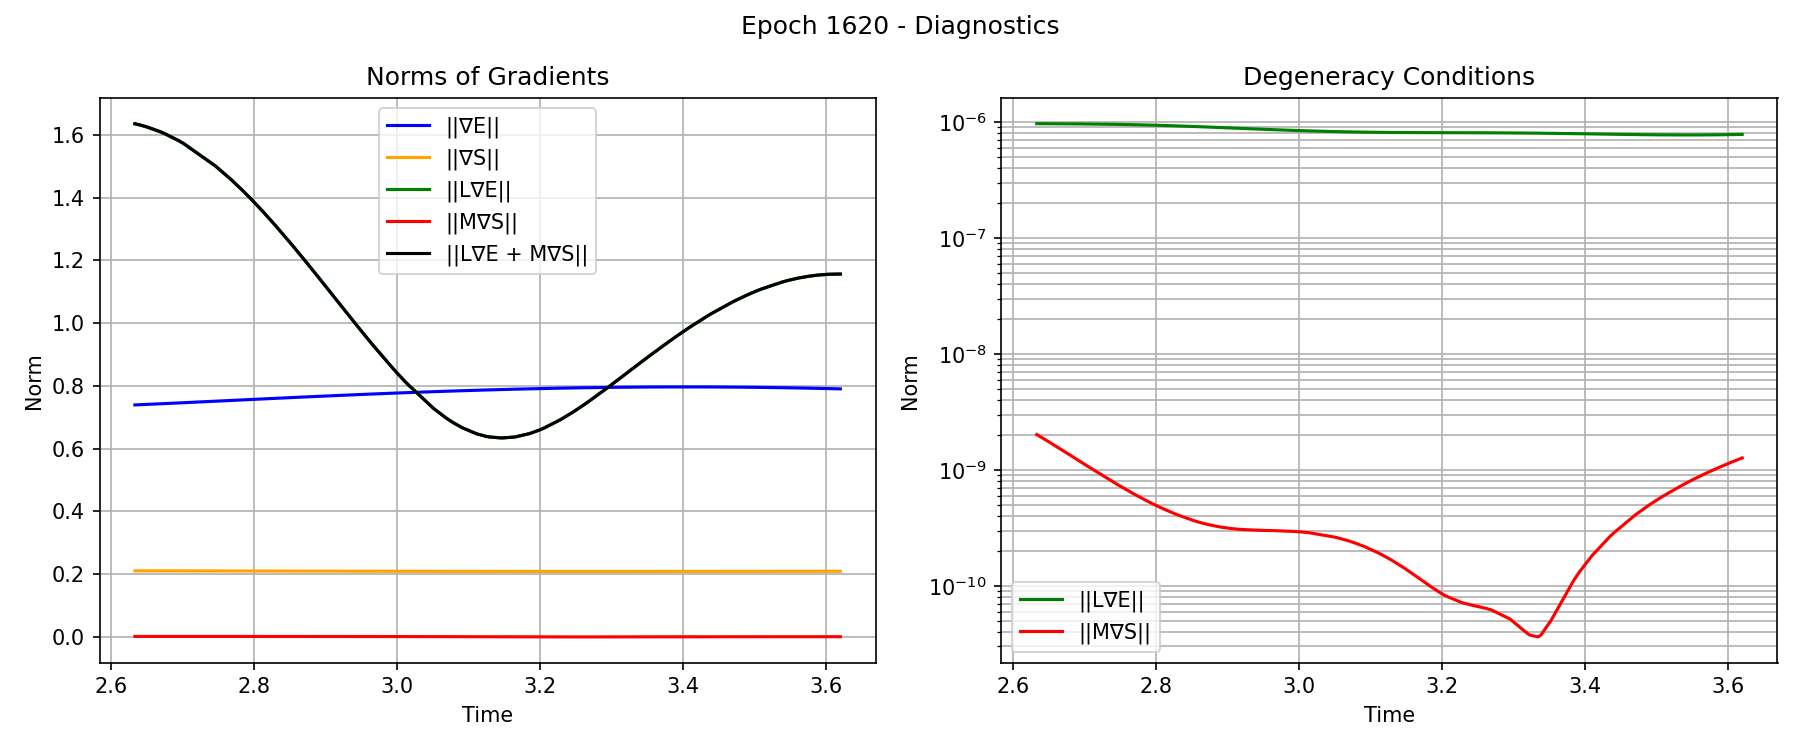 Epoch 1620 - Diagnostics
Norms of Gradients
Norm
1.6
1.4
1.2
1.0
0.8
0.6
0.4
0.2
0.0
||∇E||
||∇S||
||L∇E||
||M∇S||
||L∇E + M∇S||
2.6 2.8 3.0 3.2 3.4 3.6
Time
Degeneracy Conditions
Norm
10⁻⁶
10⁻⁷
10⁻⁸
10⁻⁹
10⁻¹⁰
||L∇E||
||M∇S||
2.6 2.8 3.0 3.2 3.4 3.6
Time